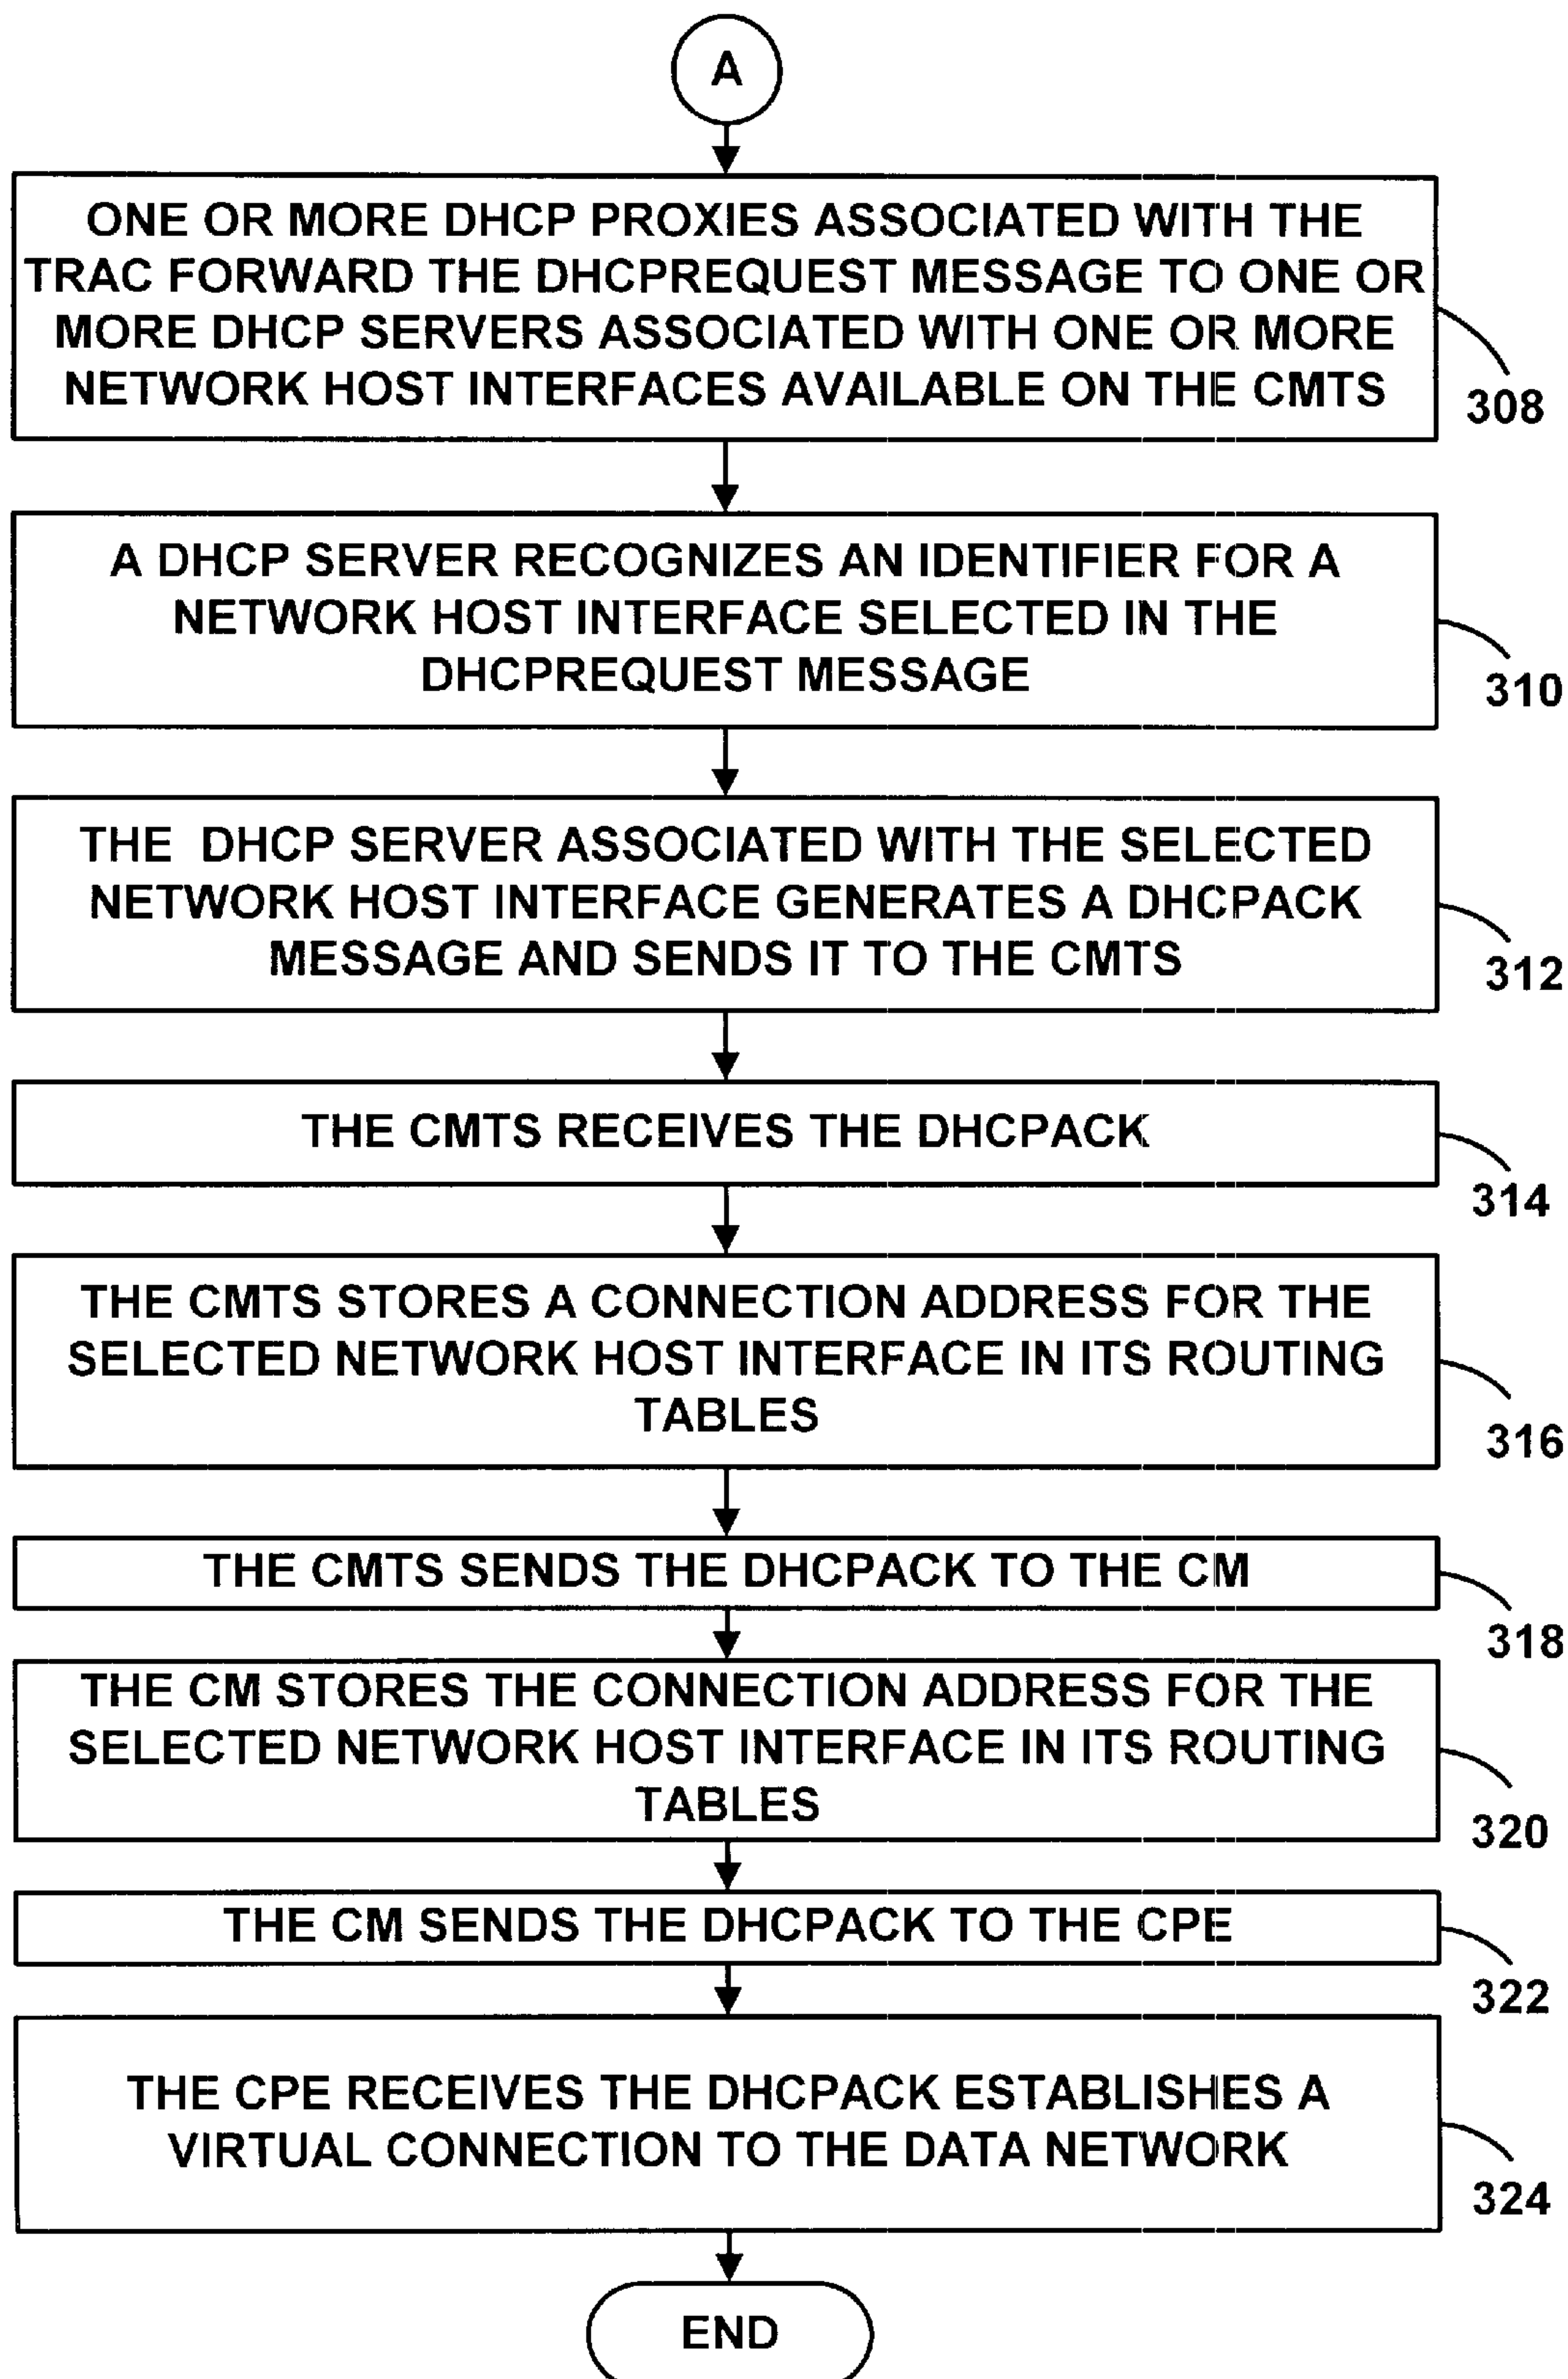 A
ONE OR MORE DHCP PROXIES ASSOCIATED WITH THE
TRAC FORWARD THE DHCPREQUEST MESSAGE TO ONE OR
MORE DHCP SERVERS ASSOCIATED WITH ONE OR MORE
NETWORK HOST INTERFACES AVAILABLE ON THE CMTS
308
A DHCP SERVER RECOGNIZES AN IDENTIFIER FOR A
NETWORK HOST INTERFACE SELECTED IN THE
DHCPREQUEST MESSAGE
310
THE DHCP SERVER ASSOCIATED WITH THE SELECTED
NETWORK HOST INTERFACE GENERATES A DHCPACK
MESSAGE AND SENDS IT TO THE CMTS
312
THE CMTS RECEIVES THE DHCPACK
314
THE CMTS STORES A CONNECTION ADDRESS FOR THE
SELECTED NETWORK HOST INTERFACE IN ITS ROUTING
TABLES
316
THE CMTS SENDS THE DHCPACK TO THE CM
318
THE CM STORES THE CONNECTION ADDRESS FOR THE
SELECTED NETWORK HOST INTERFACE IN ITS ROUTING
TABLES
320
THE CM SENDS THE DHCPACK TO THE CPE
322
THE CPE RECEIVES THE DHCPACK ESTABLISHES A
VIRTUAL CONNECTION TO THE DATA NETWORK
324
END